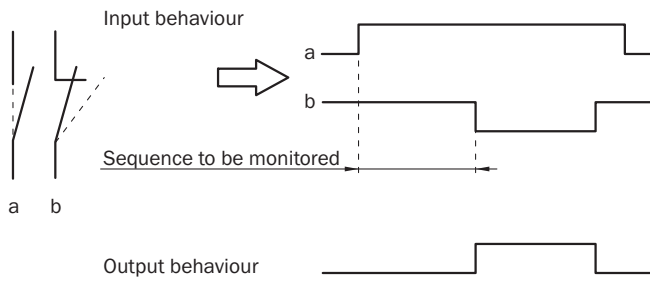 Input behaviour
a
b
Sequence to be monitored
a b
Output behaviour